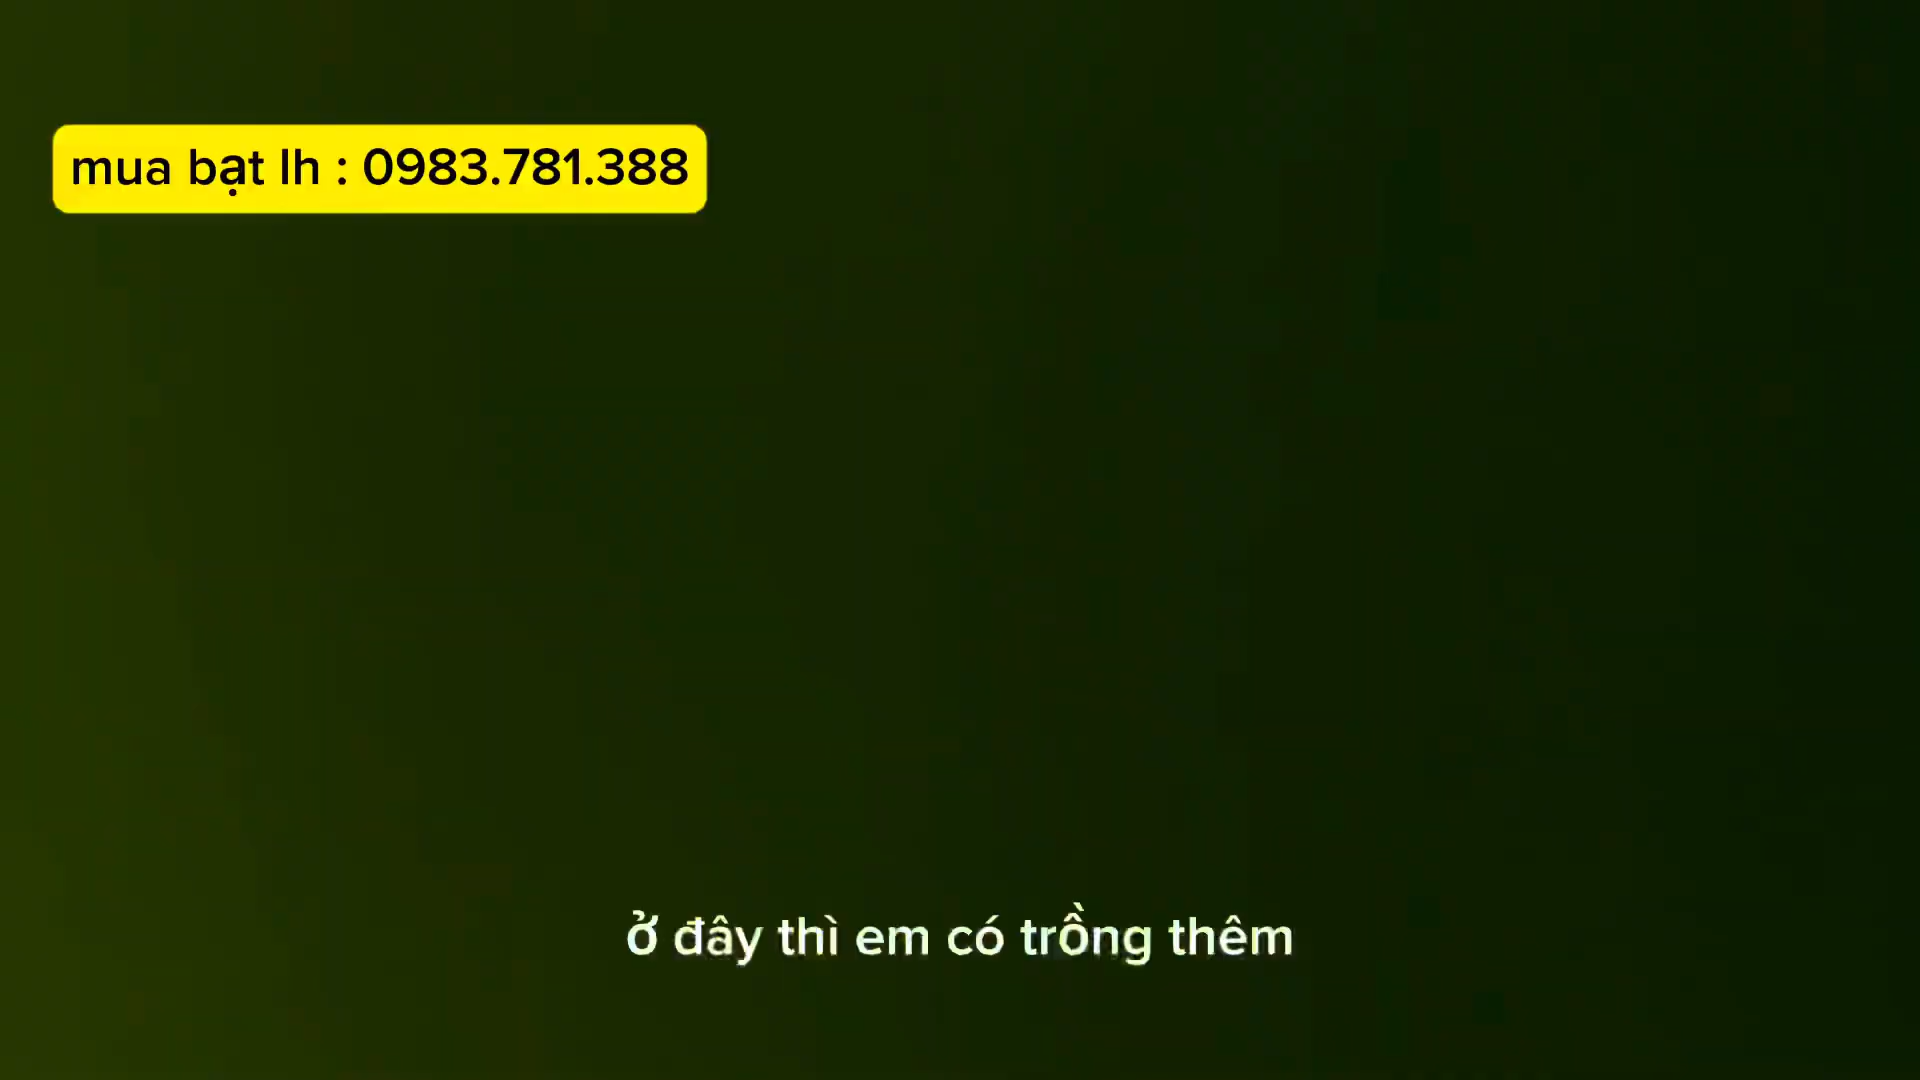 mua bạt lh : 0983.781.388
ở đây thì em có trồng thêm